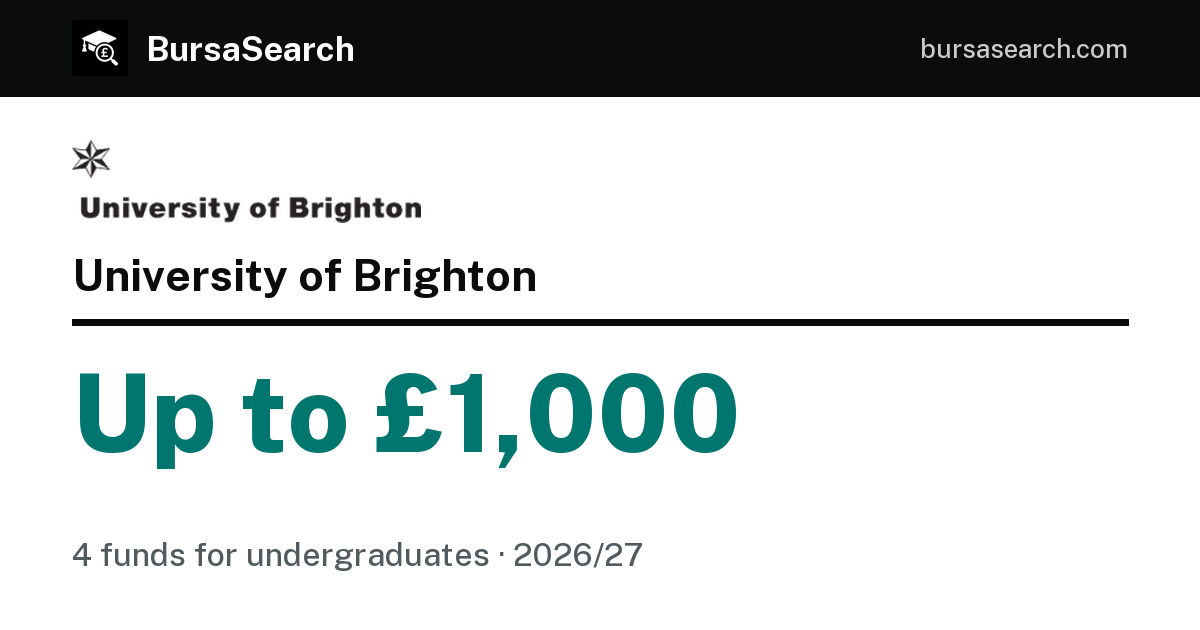 BursaSearch
bursasearch.com
University of Brighton
University of Brighton
Up to £1,000
4 funds for undergraduates · 2026/27